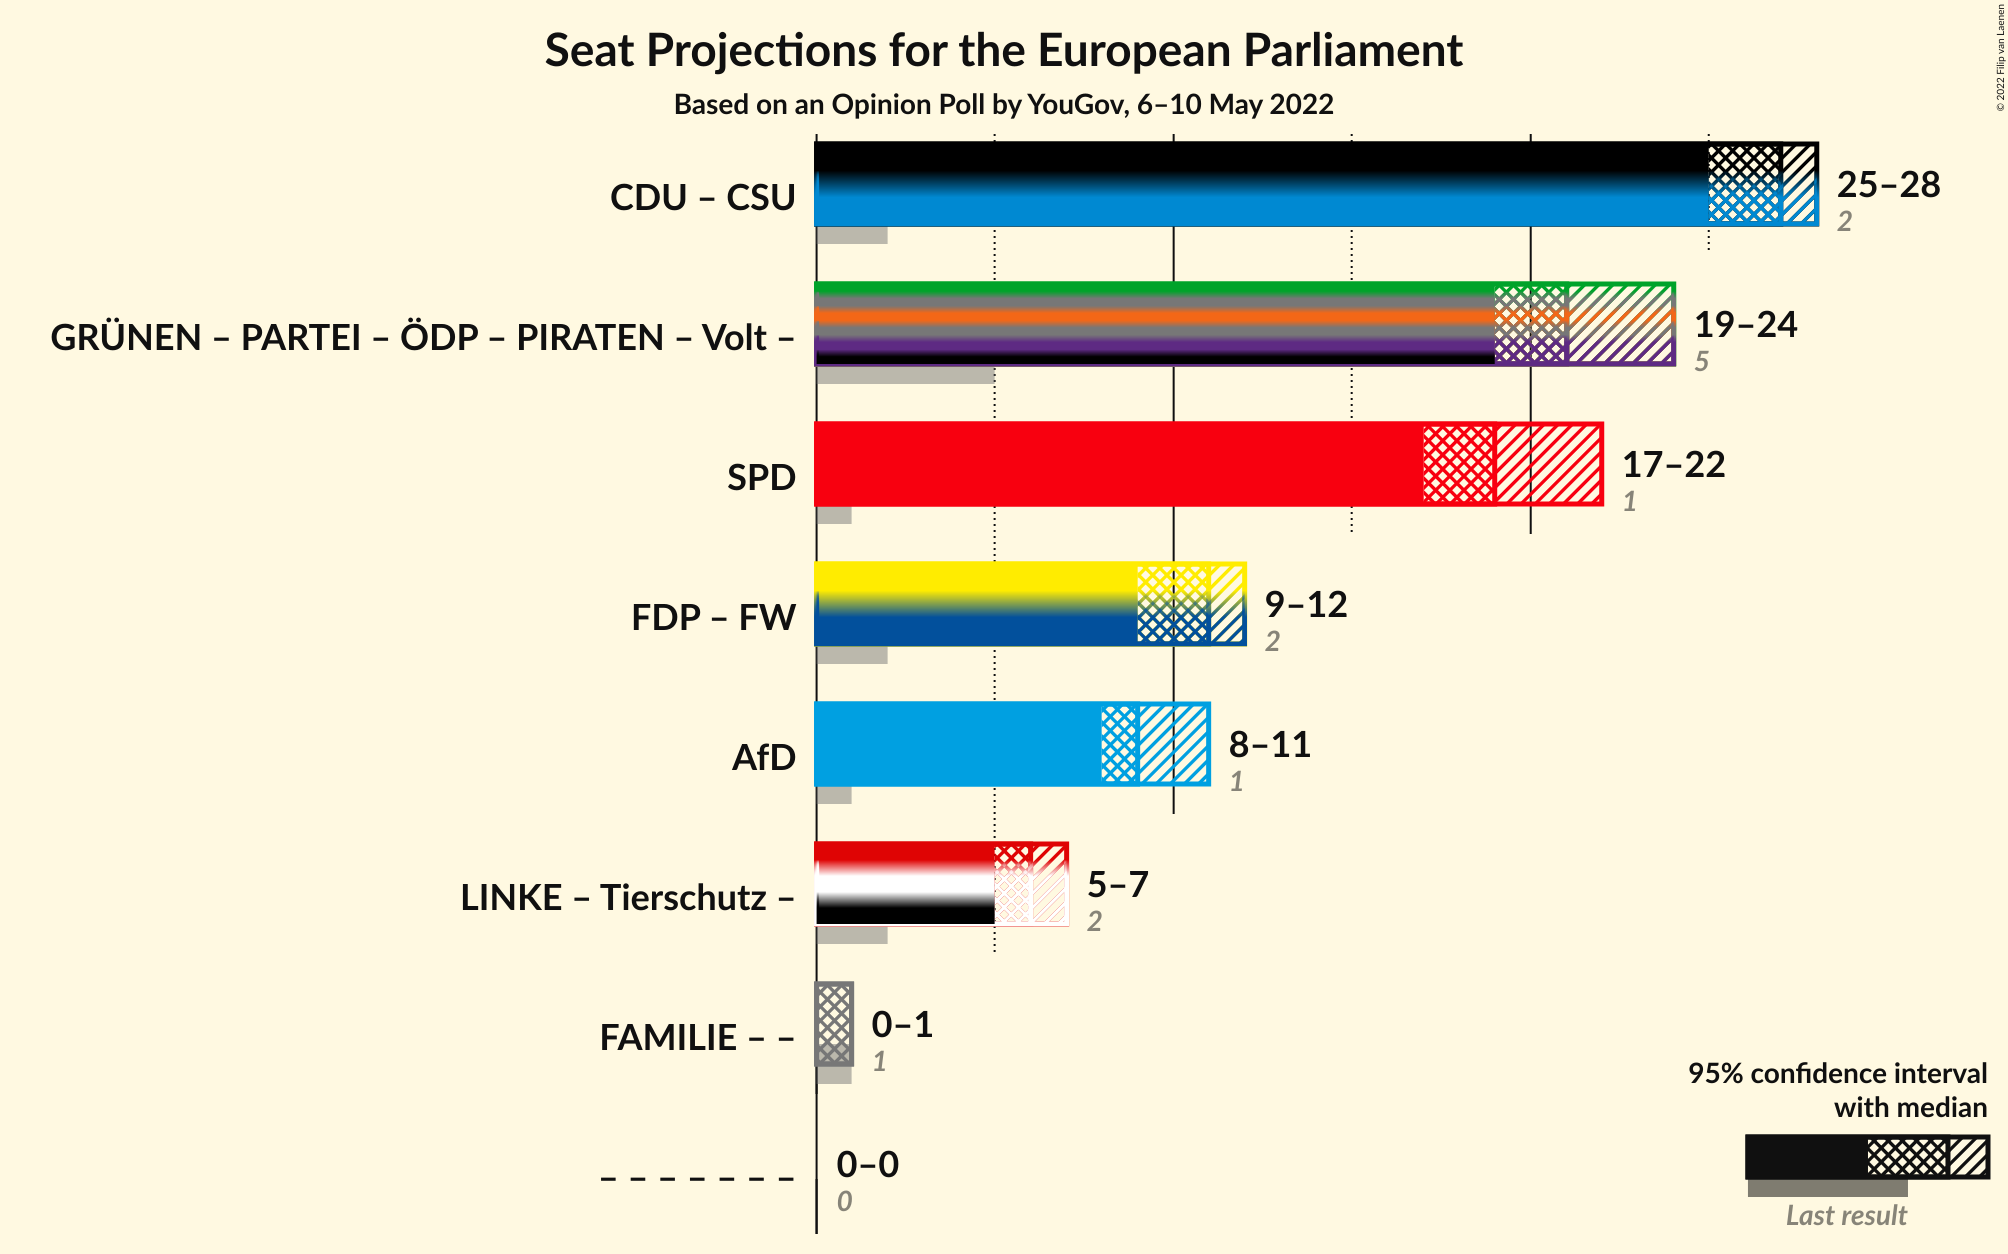 Seat Projections for the European Parliament
Based on an Opinion Poll by YouGov, 6–10 May 2022
© 2022 Filip van Laenen
CDU – CSU
25–28
2
GRÜNEN – PARTEI – ÖDP – PIRATEN – Volt –
19–24
5
SPD
17–22
1
FDP – FW
9–12
2
AfD
8–11
1
LINKE – Tierschutz –
5–7
2
FAMILIE – –
0–1
1
– – – – – – –
0–0
0
95% confidence interval
with median
Last result